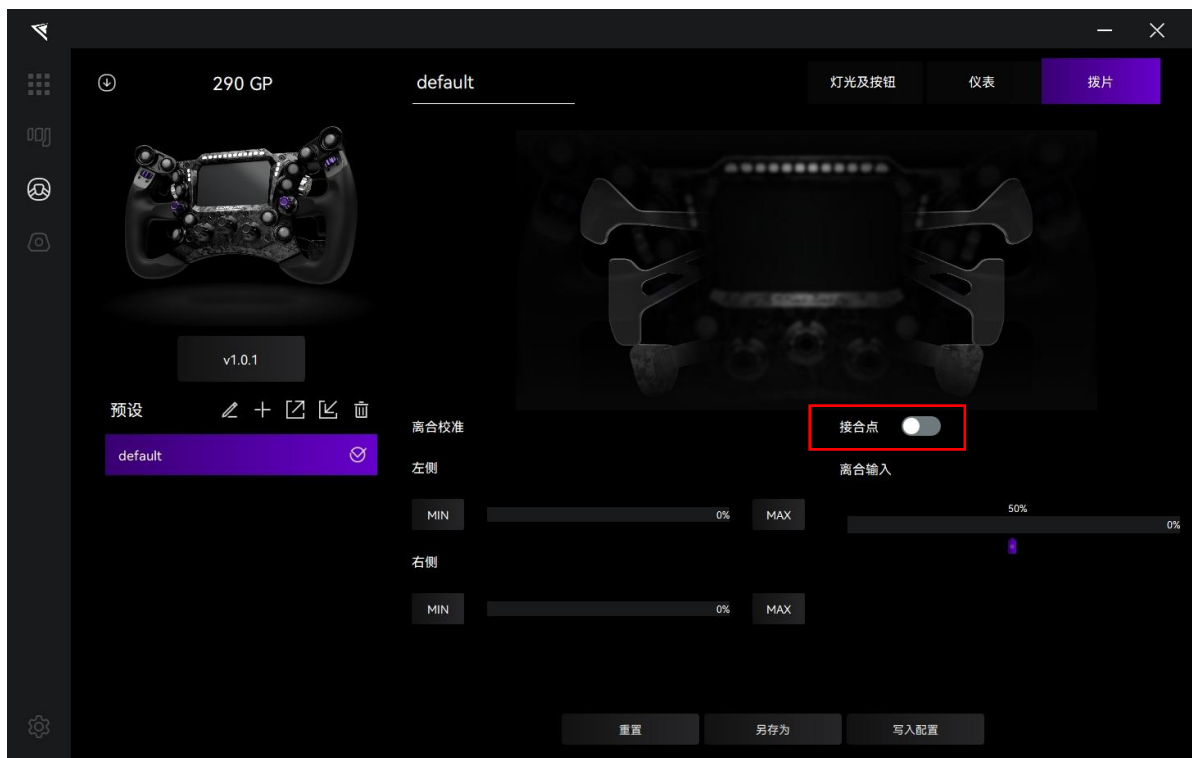 290 GP
default
灯光及按钮
仪表
拨片
v1.0.1
预设
default
离合校准
接合点
左侧
离合输入
MIN
0%
MAX
50%
0%
右侧
MIN
0%
MAX
重置
另存为
写入配置